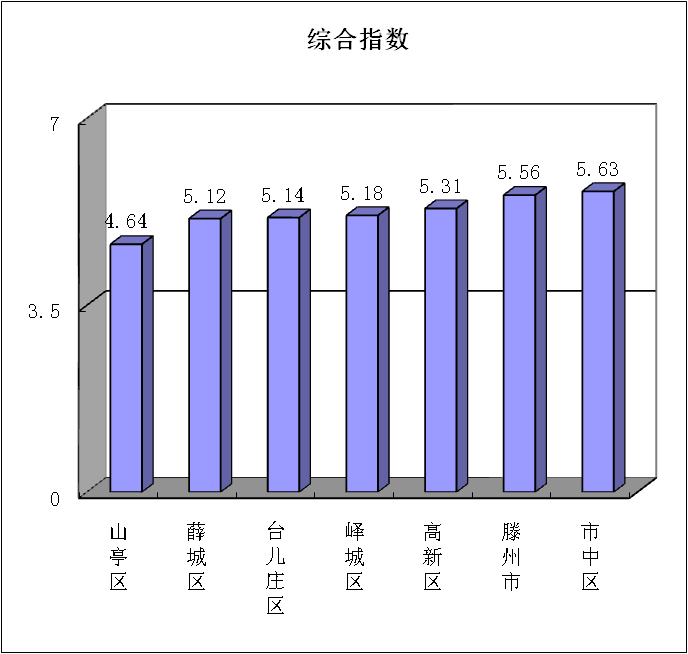 综合指数
7
3.5
0
4.64
5.12
5.14
5.18
5.31
5.56
5.63
山亭区
薛城区
台儿庄区
峄城区
高新区
滕州市
市中区